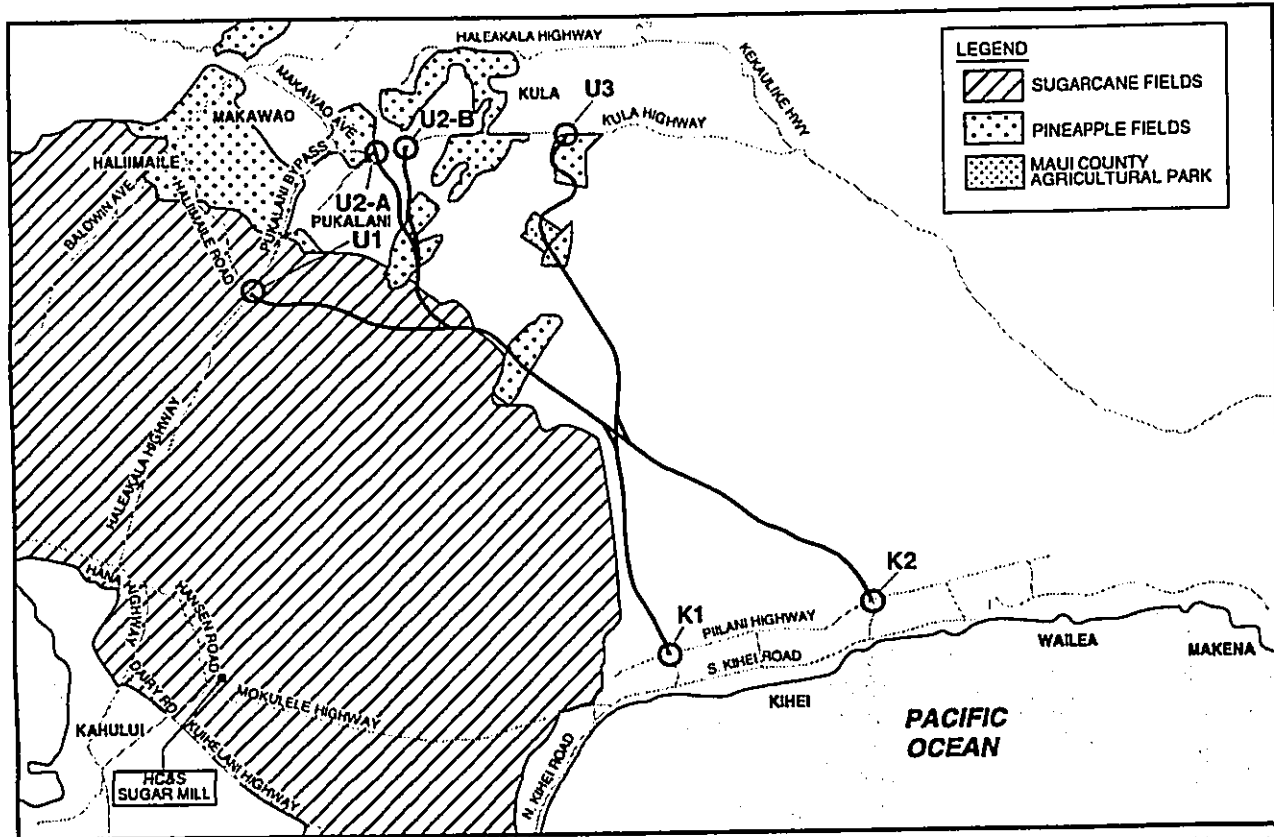 HALEAKALA HIGHWAY
KEKAULIKE HWY
LEGEND
SUGARCANE FIELDS
PINEAPPLE FIELDS
MAUI COUNTY
AGRICULTURAL PARK
MAKAWAO AVE
KULA
U3
MAKAWAO
U2-B
KULA HIGHWAY
HALIIMAILE
PUKALANI BYPASS
BALDWIN AVE.
HALIIMAILE ROAD
U2-A
PUKALANI
U1
HALEAKALA HIGHWAY
K2
HANA HIGHWAY
HANSEN ROAD
K1
PIILANI HIGHWAY
WAILEA
MAKENA
S. KIHEI ROAD
DAIRY RD
MOKULELE HIGHWAY
KIHEI
KAHULUI
KUIHELANI HIGHWAY
PACIFIC
OCEAN
HC&S
SUGAR MILL
N. KIHEI ROAD